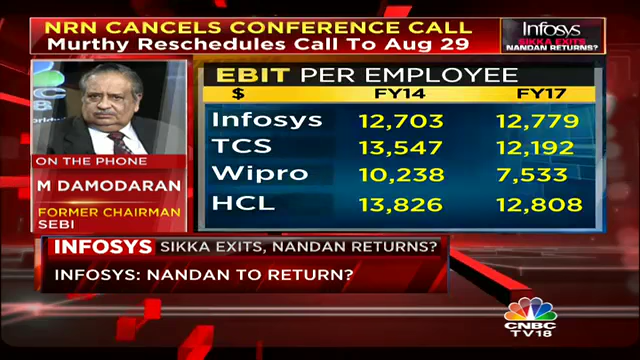 NRN CANCELS CONFERENCE CALL
Murthy Reschedules Call To Aug 29
Infosys
SIKKA EXITS,
NANDAN RETURNS?
EBIT PER EMPLOYEE
$ FY14 FY17
Infosys 12,703 12,779
TCS 13,547 12,192
Wipro 10,238 7,533
HCL 13,826 12,808
ON THE PHONE
M DAMODARAN
FORMER CHAIRMAN
SEBI
INFOSYS SIKKA EXITS, NANDAN RETURNS?
INFOSYS: NANDAN TO RETURN?
CNBC
TV18